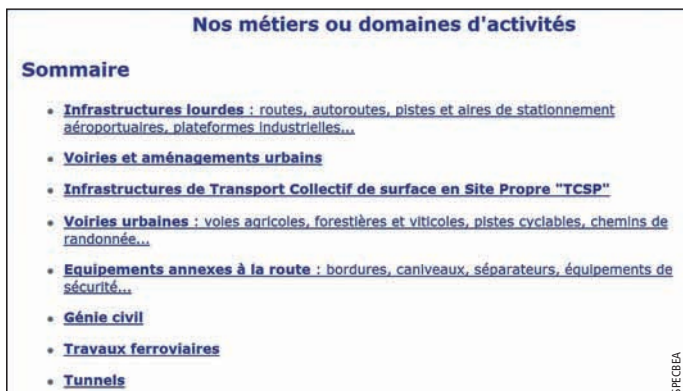 Nos métiers ou domaines d'activités
Sommaire
• Infrastructures lourdes : routes, autoroutes, pistes et aires de stationnement
aéroportuaires, plateformes industrielles...
• Voiries et aménagements urbains
• Infrastructures de Transport Collectif de surface en Site Propre "TCSP"
• Voiries urbaines : voies agricoles, forestières et viticoles, pistes cyclables, chemins de
randonnée...
• Equipements annexes à la route : bordures, caniveaux, séparateurs, équipements de
sécurité...
• Génie civil
• Travaux ferroviaires
• Tunnels
SPECBEA